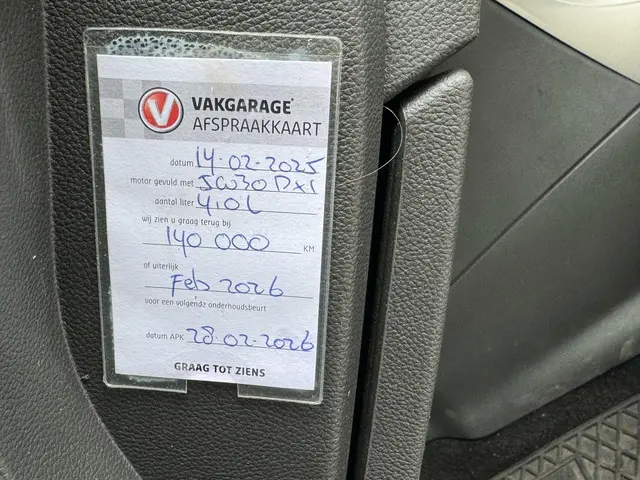 V VAKGARAGE
AFSPRAAKKAART
datum 14-02-2025
motor gevuld met 5W30 DX1
aantal liter 4,0 L
wij zien u graag terug bij
140 000 KM
of uiterlijk
Feb 2026
voor een volgende onderhoudsbeurt
datum APK 28-02-2026
GRAAG TOT ZIENS